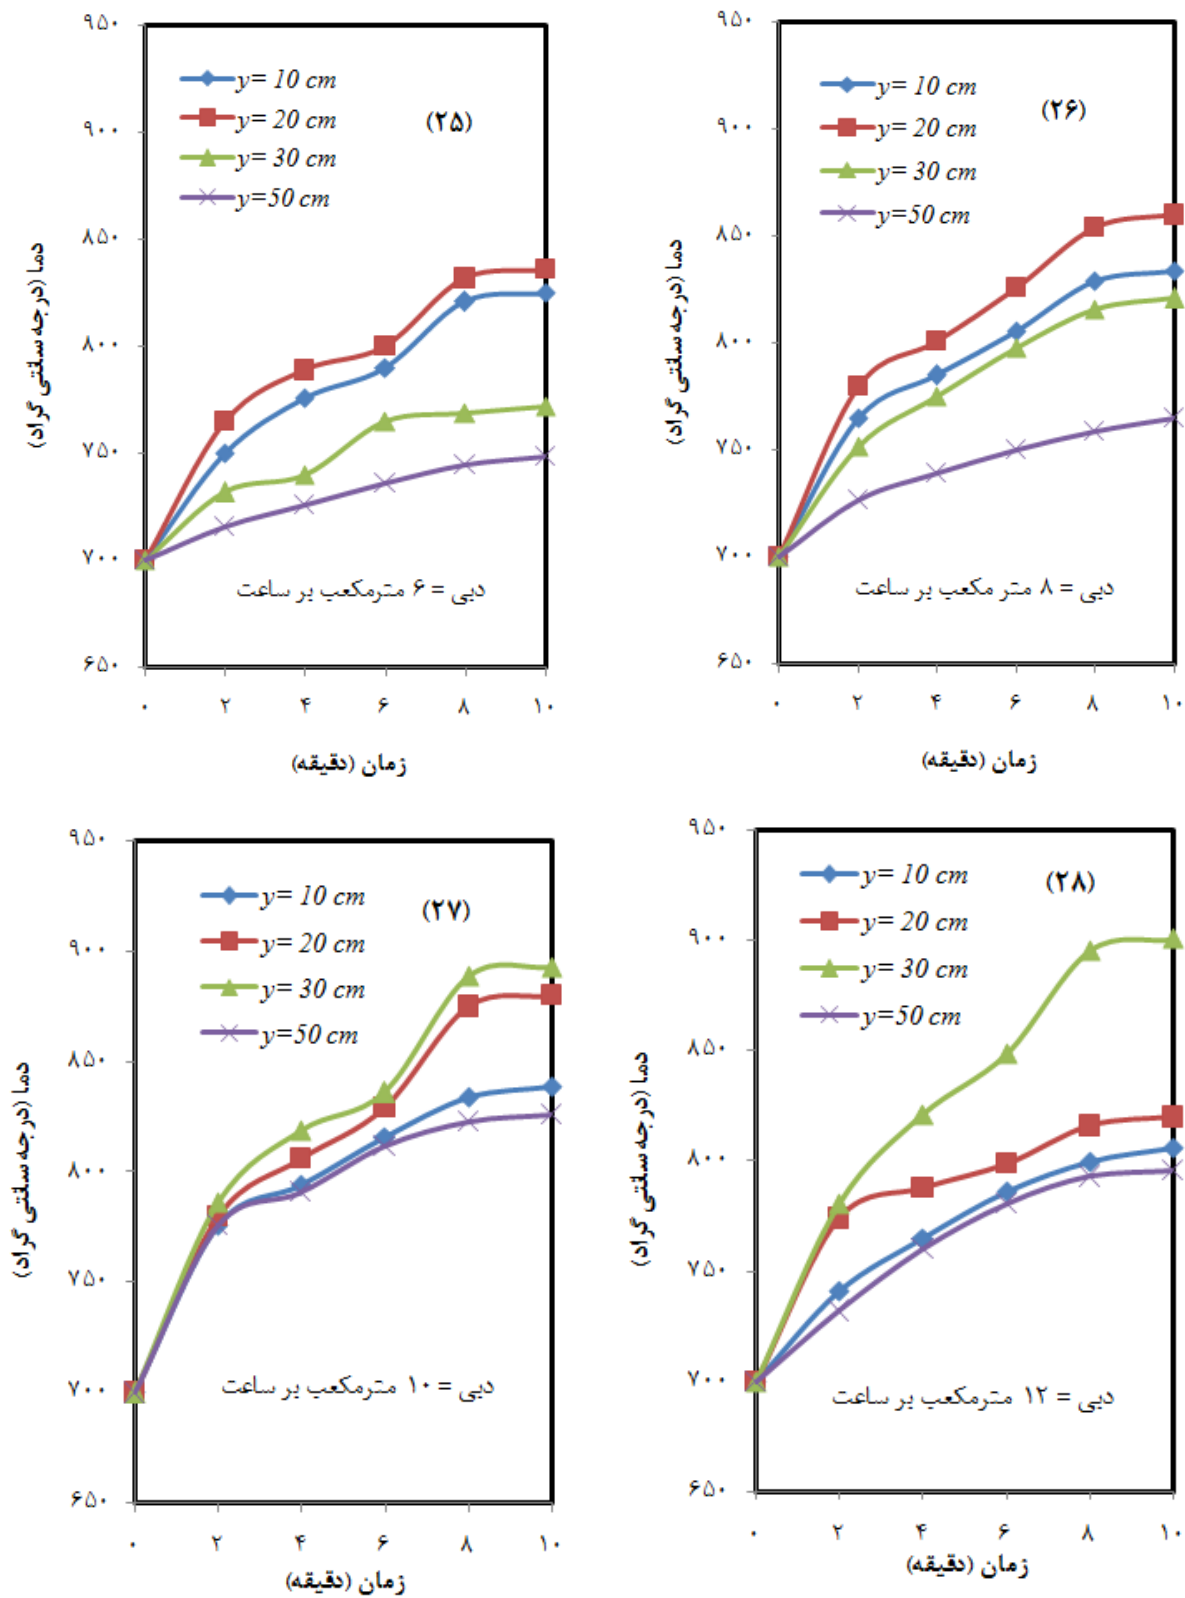 ۹۵۰
۹۰۰
۸۵۰
۸۰۰
۷۵۰
۷۰۰
۶۵۰
دما (درجه سانتی گراد)
y= 10 cm
y= 20 cm
y= 30 cm
y=50 cm
(۲۵)
دبی = ۶ مترمکعب بر ساعت
۰ ۲ ۴ ۶ ۸ ۱۰
زمان (دقیقه)
۹۵۰
۹۰۰
۸۵۰
۸۰۰
۷۵۰
۷۰۰
۶۵۰
دما (درجه سانتی گراد)
y= 10 cm
y= 20 cm
y= 30 cm
y=50 cm
(۲۶)
دبی = ۸ متر مکعب بر ساعت
۰ ۲ ۴ ۶ ۸ ۱۰
زمان (دقیقه)
۹۵۰
۹۰۰
۸۵۰
۸۰۰
۷۵۰
۷۰۰
۶۵۰
دما (درجه سانتی گراد)
y= 10 cm
y= 20 cm
y= 30 cm
y=50 cm
(۲۷)
دبی = ۱۰ مترمکعب بر ساعت
۰ ۲ ۴ ۶ ۸ ۱۰
زمان (دقیقه)
۹۵۰
۹۰۰
۸۵۰
۸۰۰
۷۵۰
۷۰۰
۶۵۰
دما (درجه سانتی گراد)
y= 10 cm
y= 20 cm
y= 30 cm
y=50 cm
(۲۸)
دبی = ۱۲ مترمکعب بر ساعت
۰ ۲ ۴ ۶ ۸ ۱۰
زمان (دقیقه)